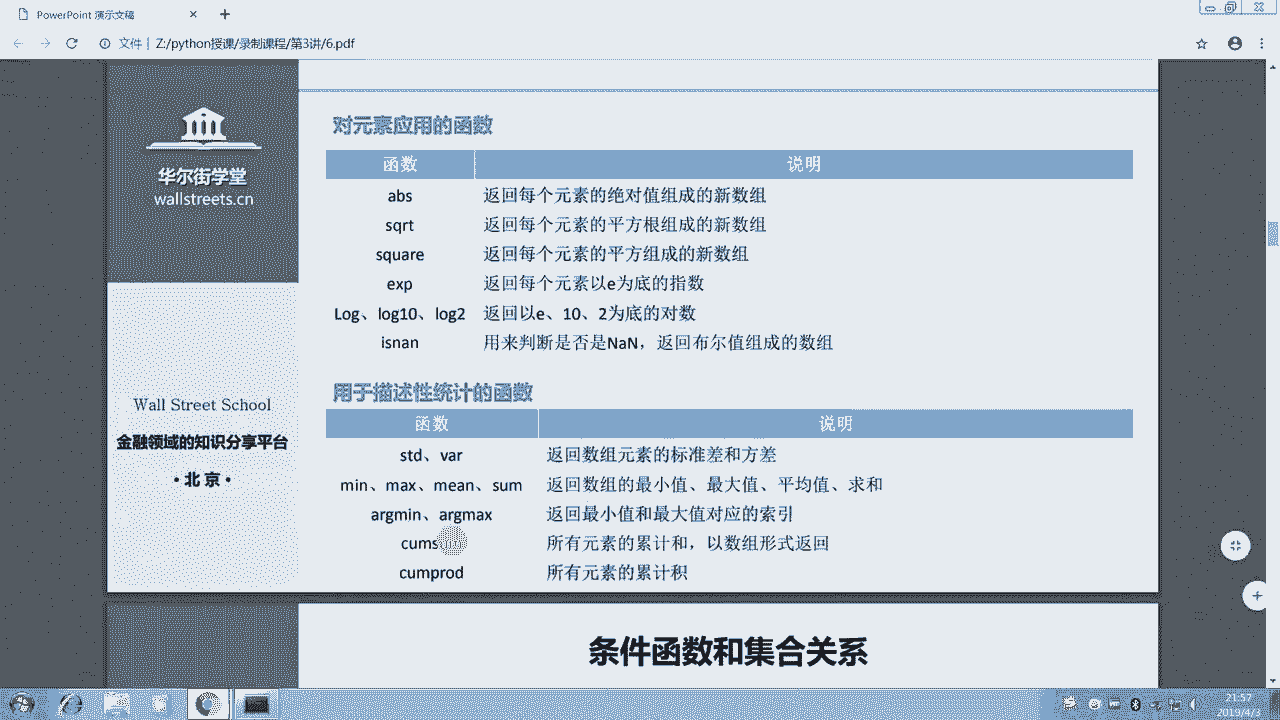 PowerPoint 演示文稿
文件 | Z:/python授课/录制课程/第3讲/6.pdf
华尔街学堂
wallstreets.cn
Wall Street School
金融领域的知识分享平台
• 北 京 •
对元素应用的函数
函数 说明
abs 返回每个元素的绝对值组成的新数组
sqrt 返回每个元素的平方根组成的新数组
square 返回每个元素的平方组成的新数组
exp 返回每个元素以e为底的指数
Log、log10、log2 返回以e、10、2为底的对数
isnan 用来判断是否是NaN，返回布尔值组成的数组
用于描述性统计的函数
函数 说明
std、var 返回数组元素的标准差和方差
min、max、mean、sum 返回数组的最小值、最大值、平均值、求和
argmin、argmax 返回最小值和最大值对应的索引
cumsum 所有元素的累计和，以数组形式返回
cumprod 所有元素的累计积
条件函数和集合关系
21:57
2019/4/3